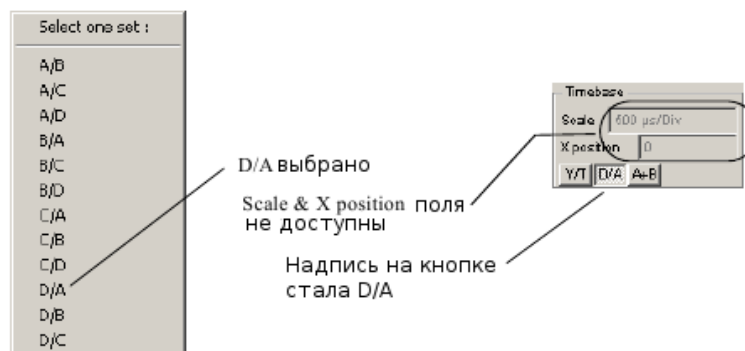 Select one set :
A/B
A/C
A/D
B/A
B/C
B/D
C/A
C/B
C/D
D/A
D/B
D/C
D/A выбрано
Scale & X position поля
не доступны
Надпись на кнопке
стала D/A
Timebase
Scale 600 µs/Div
X position 0
Y/T D/A A+B